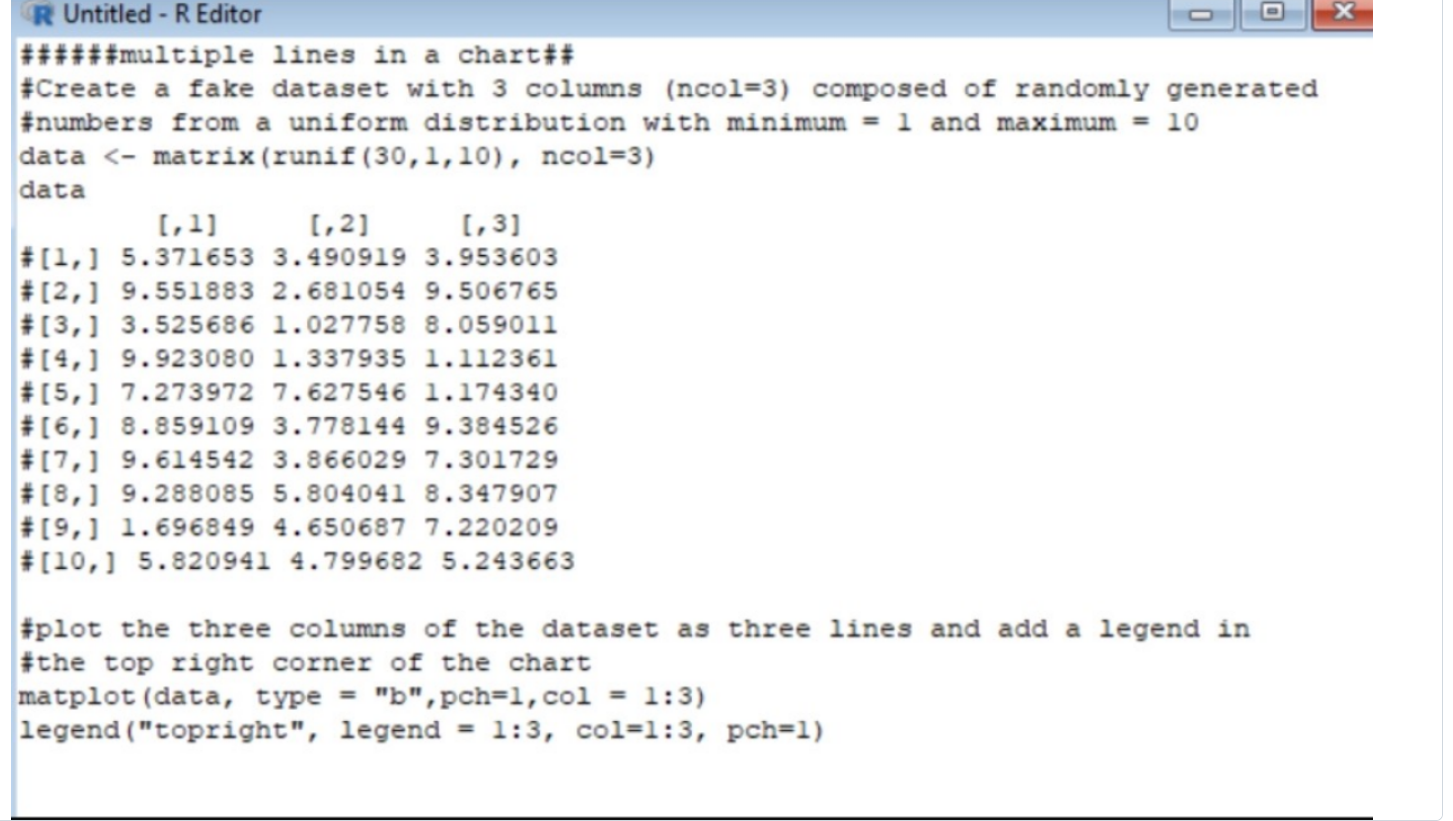 Untitled - R Editor
######multiple lines in a chart##
#Create a fake dataset with 3 columns (ncol=3) composed of randomly generated
#numbers from a uniform distribution with minimum = 1 and maximum = 10
data <- matrix(runif(30,1,10), ncol=3)
data
        [,1]     [,2]     [,3]
#[1,] 5.371653 3.490919 3.953603
#[2,] 9.551883 2.681054 9.506765
#[3,] 3.525686 1.027758 8.059011
#[4,] 9.923080 1.337935 1.112361
#[5,] 7.273972 7.627546 1.174340
#[6,] 8.859109 3.778144 9.384526
#[7,] 9.614542 3.866029 7.301729
#[8,] 9.288085 5.804041 8.347907
#[9,] 1.696849 4.650687 7.220209
#[10,] 5.820941 4.799682 5.243663
#plot the three columns of the dataset as three lines and add a legend in
#the top right corner of the chart
matplot(data, type = "b",pch=1,col = 1:3)
legend("topright", legend = 1:3, col=1:3, pch=1)